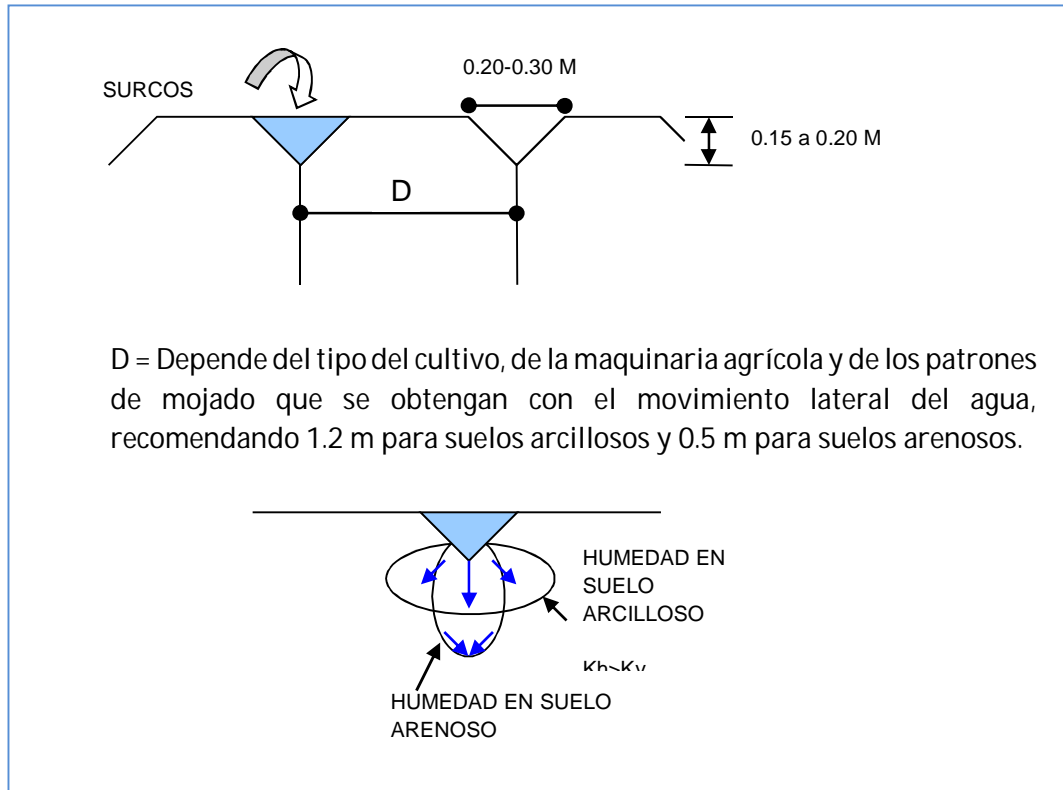 0.20-0.30 M
SURCOS
0.15 a 0.20 M
D
D = Depende del tipo del cultivo, de la maquinaria agrícola y de los patrones
de mojado que se obtengan con el movimiento lateral del agua,
recomendando 1.2 m para suelos arcillosos y 0.5 m para suelos arenosos.
HUMEDAD EN
SUELO
ARCILLOSO
Kh>Kv
HUMEDAD EN SUELO
ARENOSO